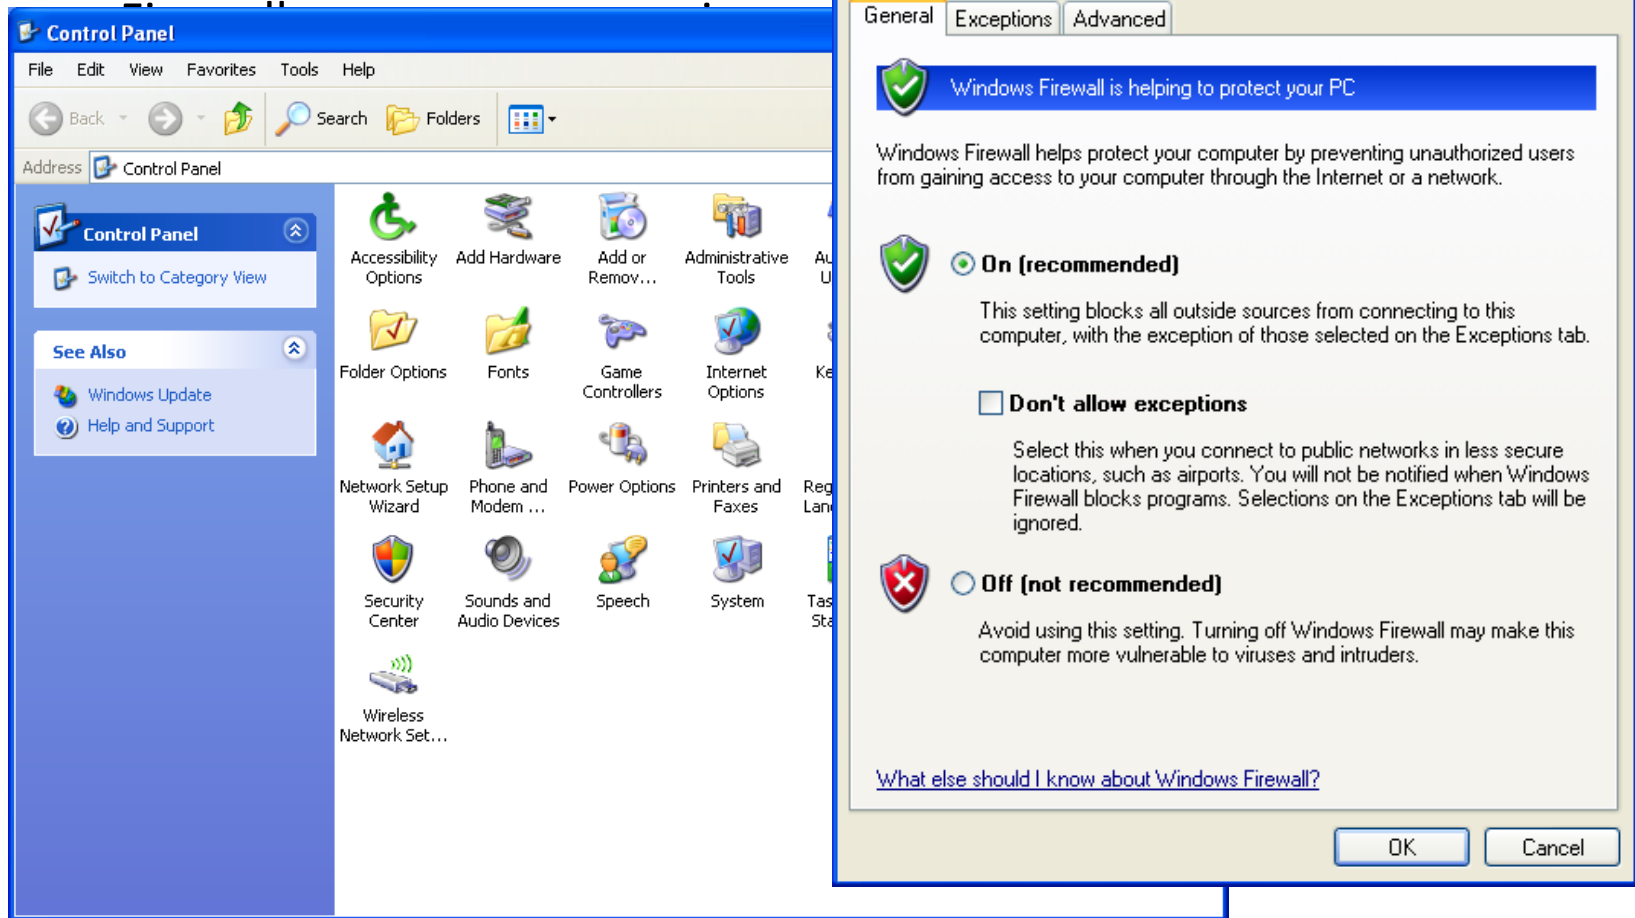 Control Panel
File Edit View Favorites Tools Help
Back Search Folders
Address Control Panel
Control Panel
Switch to Category View
See Also
Windows Update
Help and Support
Accessibility
Options
Add Hardware
Add or
Remov...
Administrative
Tools
Folder Options
Fonts
Game
Controllers
Internet
Options
Network Setup
Wizard
Phone and
Modem ...
Power Options
Printers and
Faxes
Security
Center
Sounds and
Audio Devices
Speech
System
Wireless
Network Set...
General Exceptions Advanced
Windows Firewall is helping to protect your PC
Windows Firewall helps protect your computer by preventing unauthorized users
from gaining access to your computer through the Internet or a network.
On (recommended)
This setting blocks all outside sources from connecting to this
computer, with the exception of those selected on the Exceptions tab.
Don't allow exceptions
Select this when you connect to public networks in less secure
locations, such as airports. You will not be notified when Windows
Firewall blocks programs. Selections on the Exceptions tab will be
ignored.
Off (not recommended)
Avoid using this setting. Turning off Windows Firewall may make this
computer more vulnerable to viruses and intruders.
What else should I know about Windows Firewall?
OK Cancel